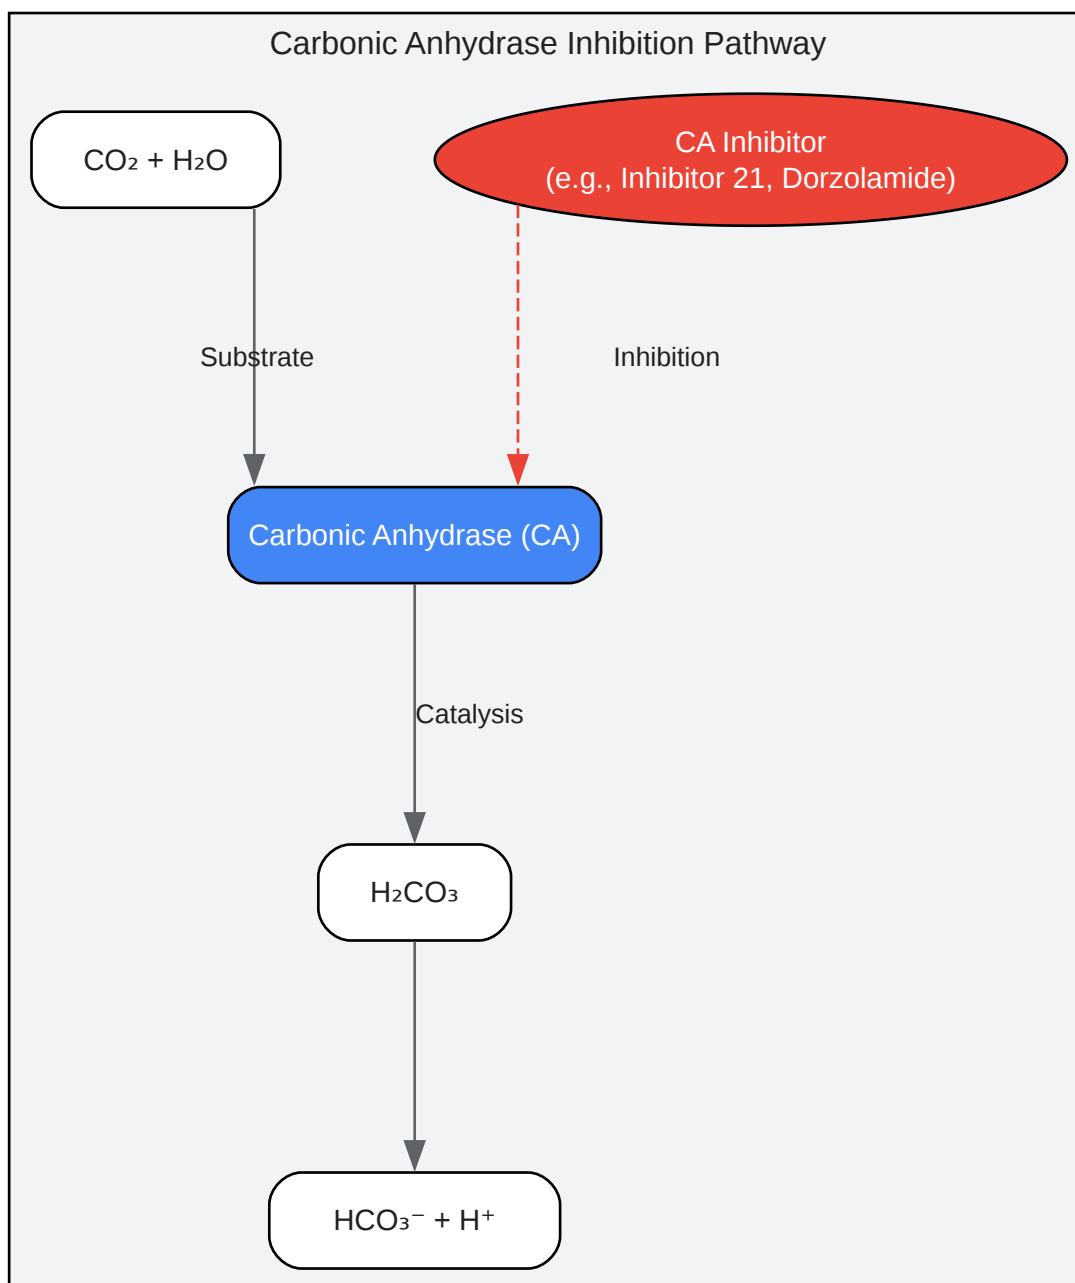 Carbonic Anhydrase Inhibition Pathway
CO₂ + H₂O
CA Inhibitor
(e.g., Inhibitor 21, Dorzolamide)
Substrate
Inhibition
Carbonic Anhydrase (CA)
Catalysis
H₂CO₃
HCO₃⁻ + H⁺